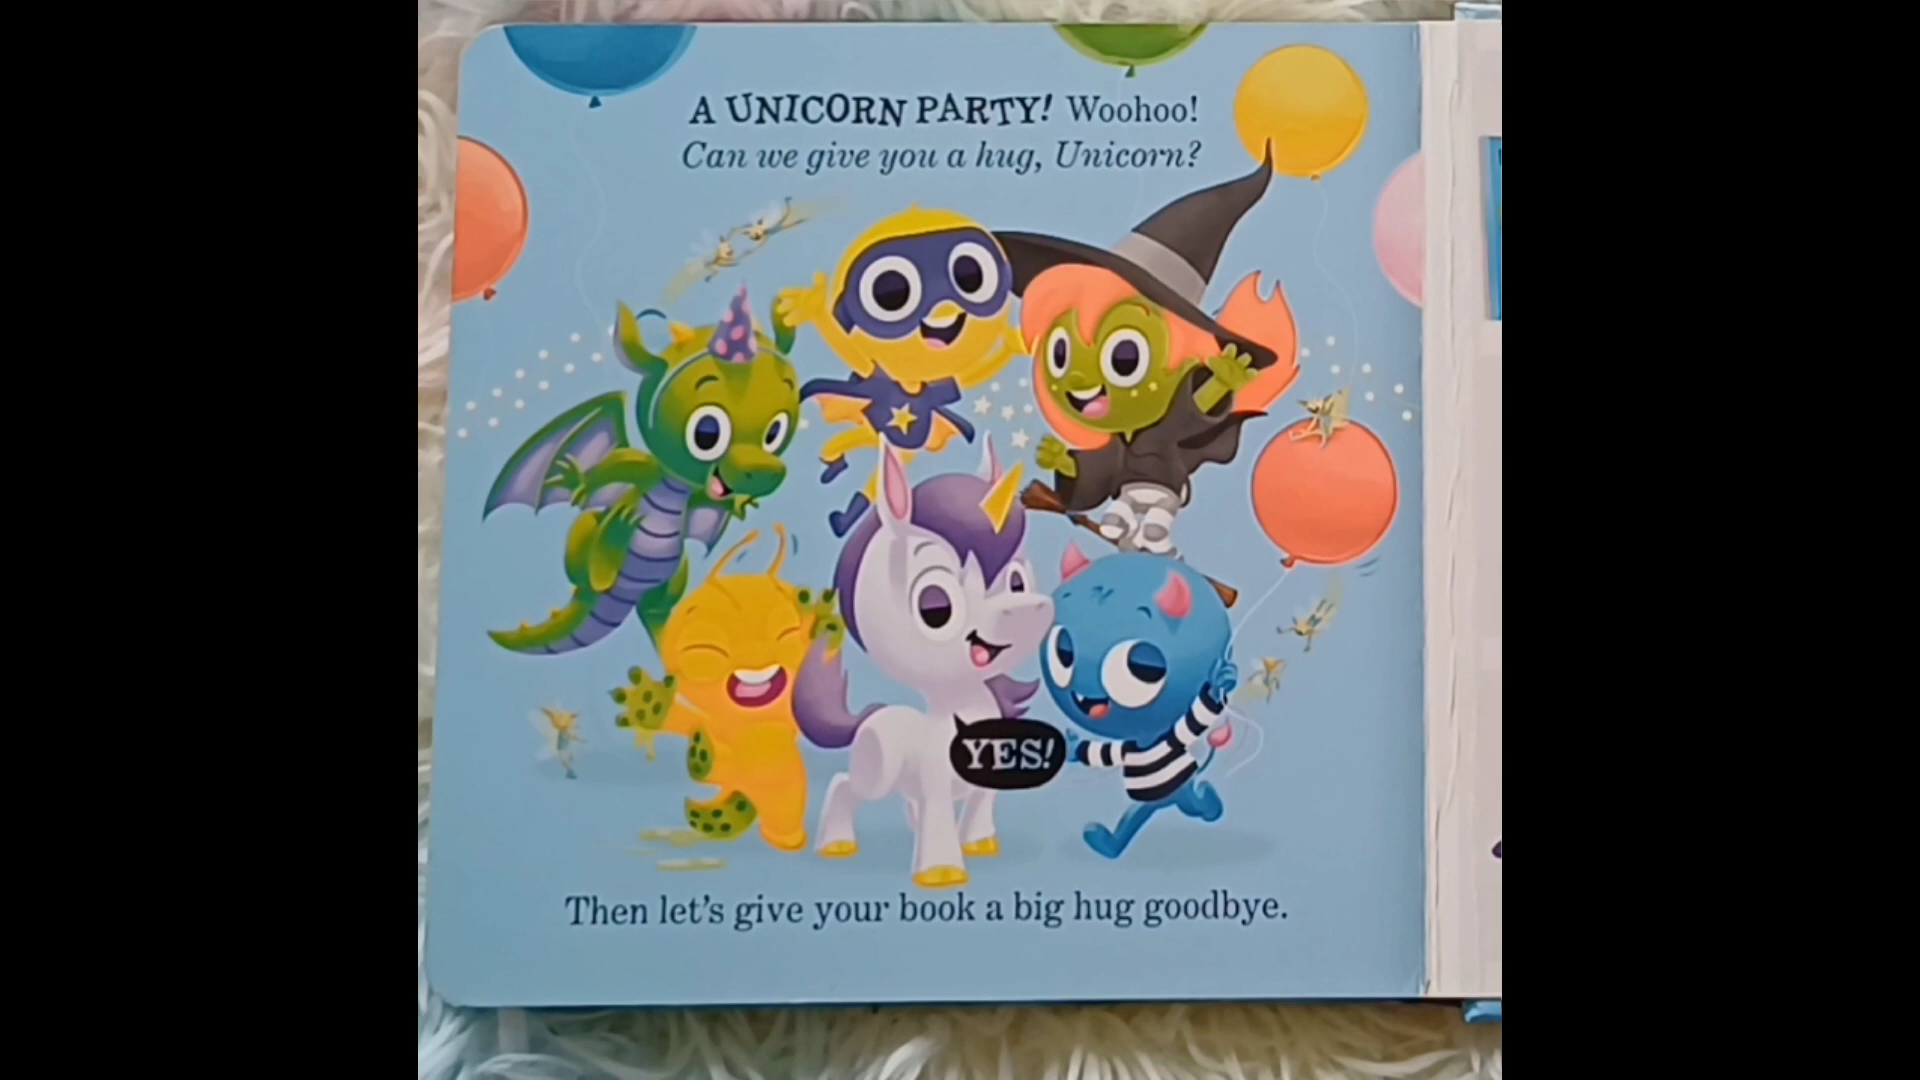 A UNICORN PARTY! Woohoo!
Can we give you a hug, Unicorn?
YES!
Then let's give your book a big hug goodbye.